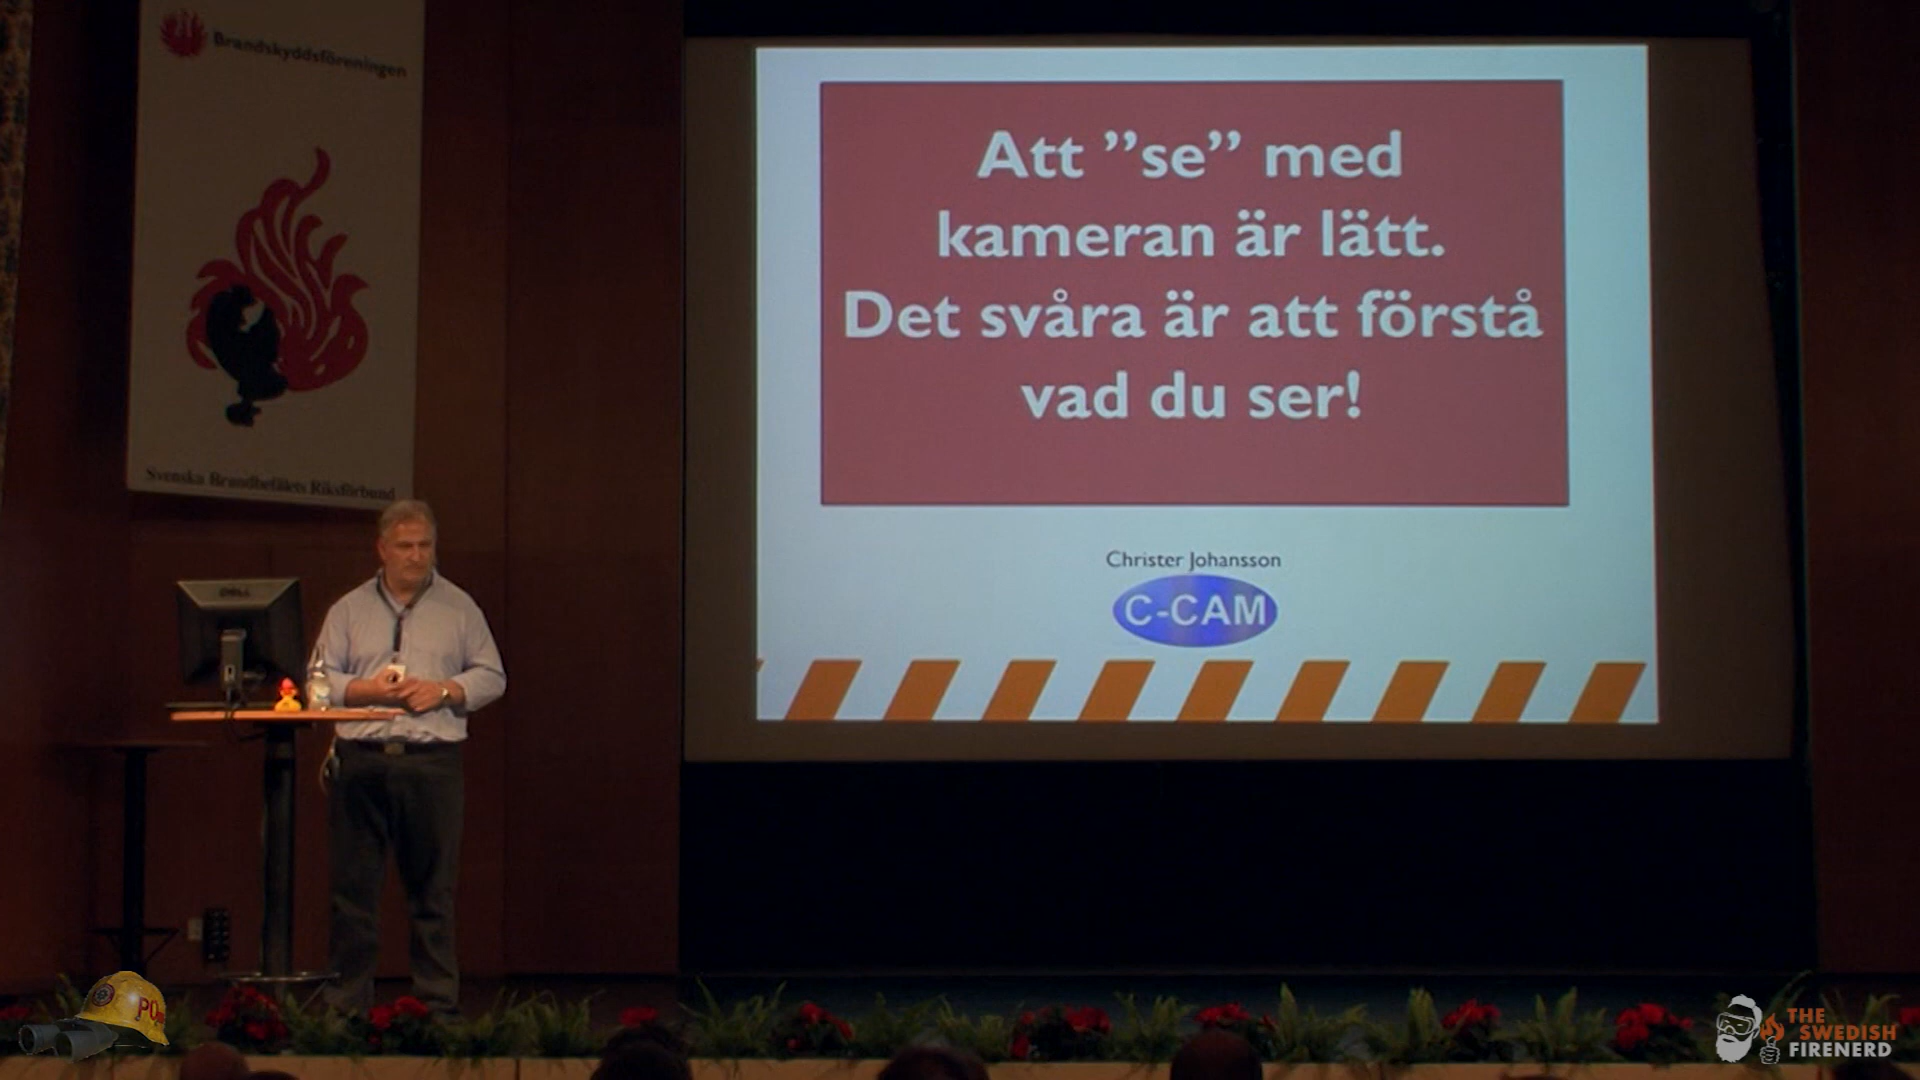 Brandskyddsföreningen
Svenska Brandbefälets Riksförbund
DELL
Att ”se” med
kameran är lätt.
Det svåra är att förstå
vad du ser!
Christer Johansson
C-CAM
THE
SWEDISH
FIRENERD